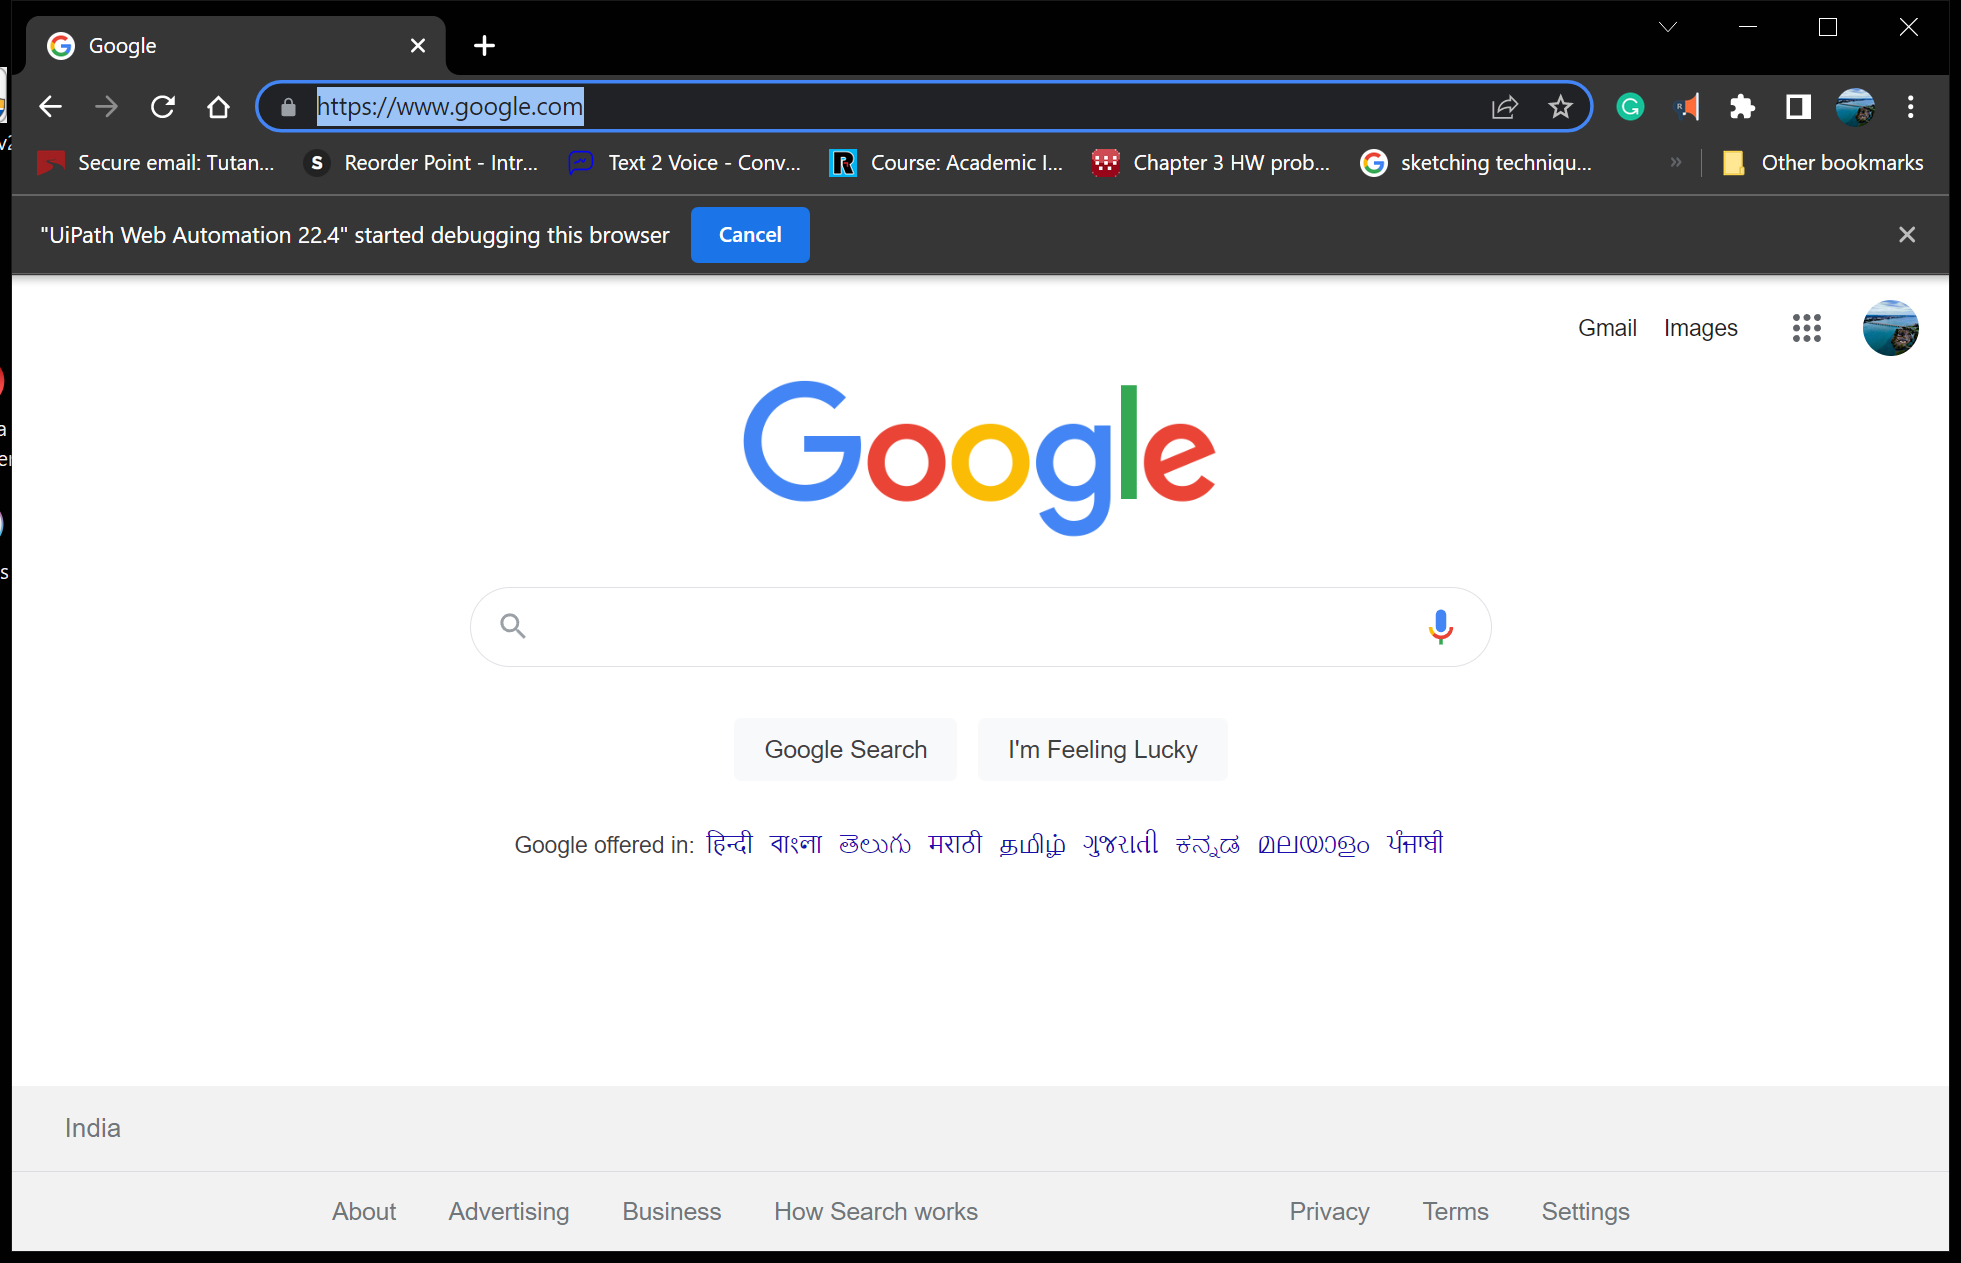 Google
https://www.google.com
Secure email: Tutan... Reorder Point - Intr... Text 2 Voice - Conv... Course: Academic I... Chapter 3 HW prob... sketching techniqu... » Other bookmarks
"UiPath Web Automation 22.4" started debugging this browser Cancel
Gmail Images
Google
Google Search I'm Feeling Lucky
Google offered in: हिन्दी বাংলা తెలుగు मराठी தமிழ் ગુજરાતી ಕನ್ನಡ മലയാളം ਪੰਜਾਬੀ
India
About Advertising Business How Search works Privacy Terms Settings